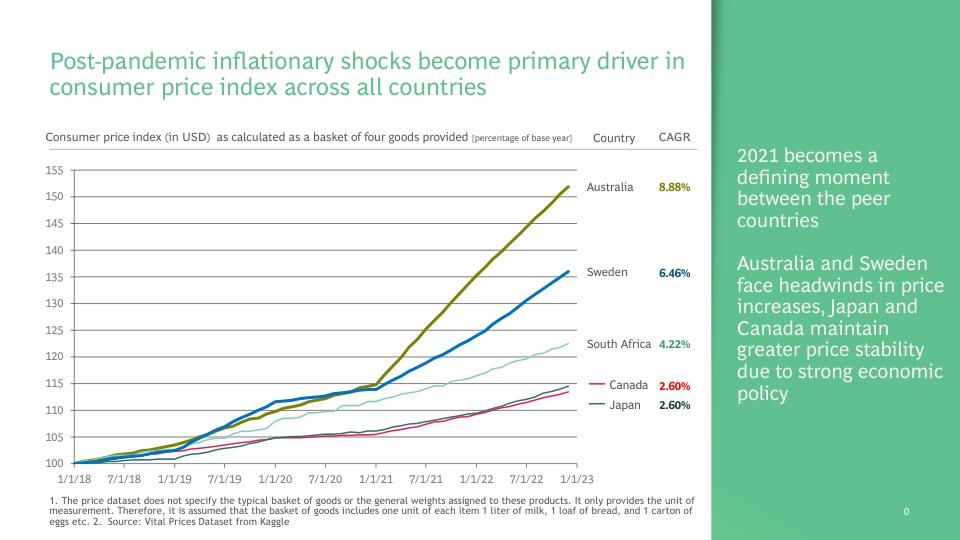 Post-pandemic inflationary shocks become primary driver in
consumer price index across all countries
Consumer price index (in USD) as calculated as a basket of four goods provided [percentage of base year]
Country
CAGR
155
150
145
140
135
130
125
120
115
110
105
100
1/1/18
7/1/18
1/1/19
7/1/19
1/1/20
7/1/20
1/1/21
7/1/21
1/1/22
7/1/22
1/1/23
Australia 8.88%
Sweden 6.46%
South Africa 4.22%
Canada 2.60%
Japan 2.60%
1. The price dataset does not specify the typical basket of goods or the general weights assigned to these products. It only provides the unit of
measurement. Therefore, it is assumed that the basket of goods includes one unit of each item 1 liter of milk, 1 loaf of bread, and 1 carton of
eggs etc. 2. Source: Vital Prices Dataset from Kaggle
2021 becomes a
defining moment
between the peer
countries
Australia and Sweden
face headwinds in price
increases, Japan and
Canada maintain
greater price stability
due to strong economic
policy
0